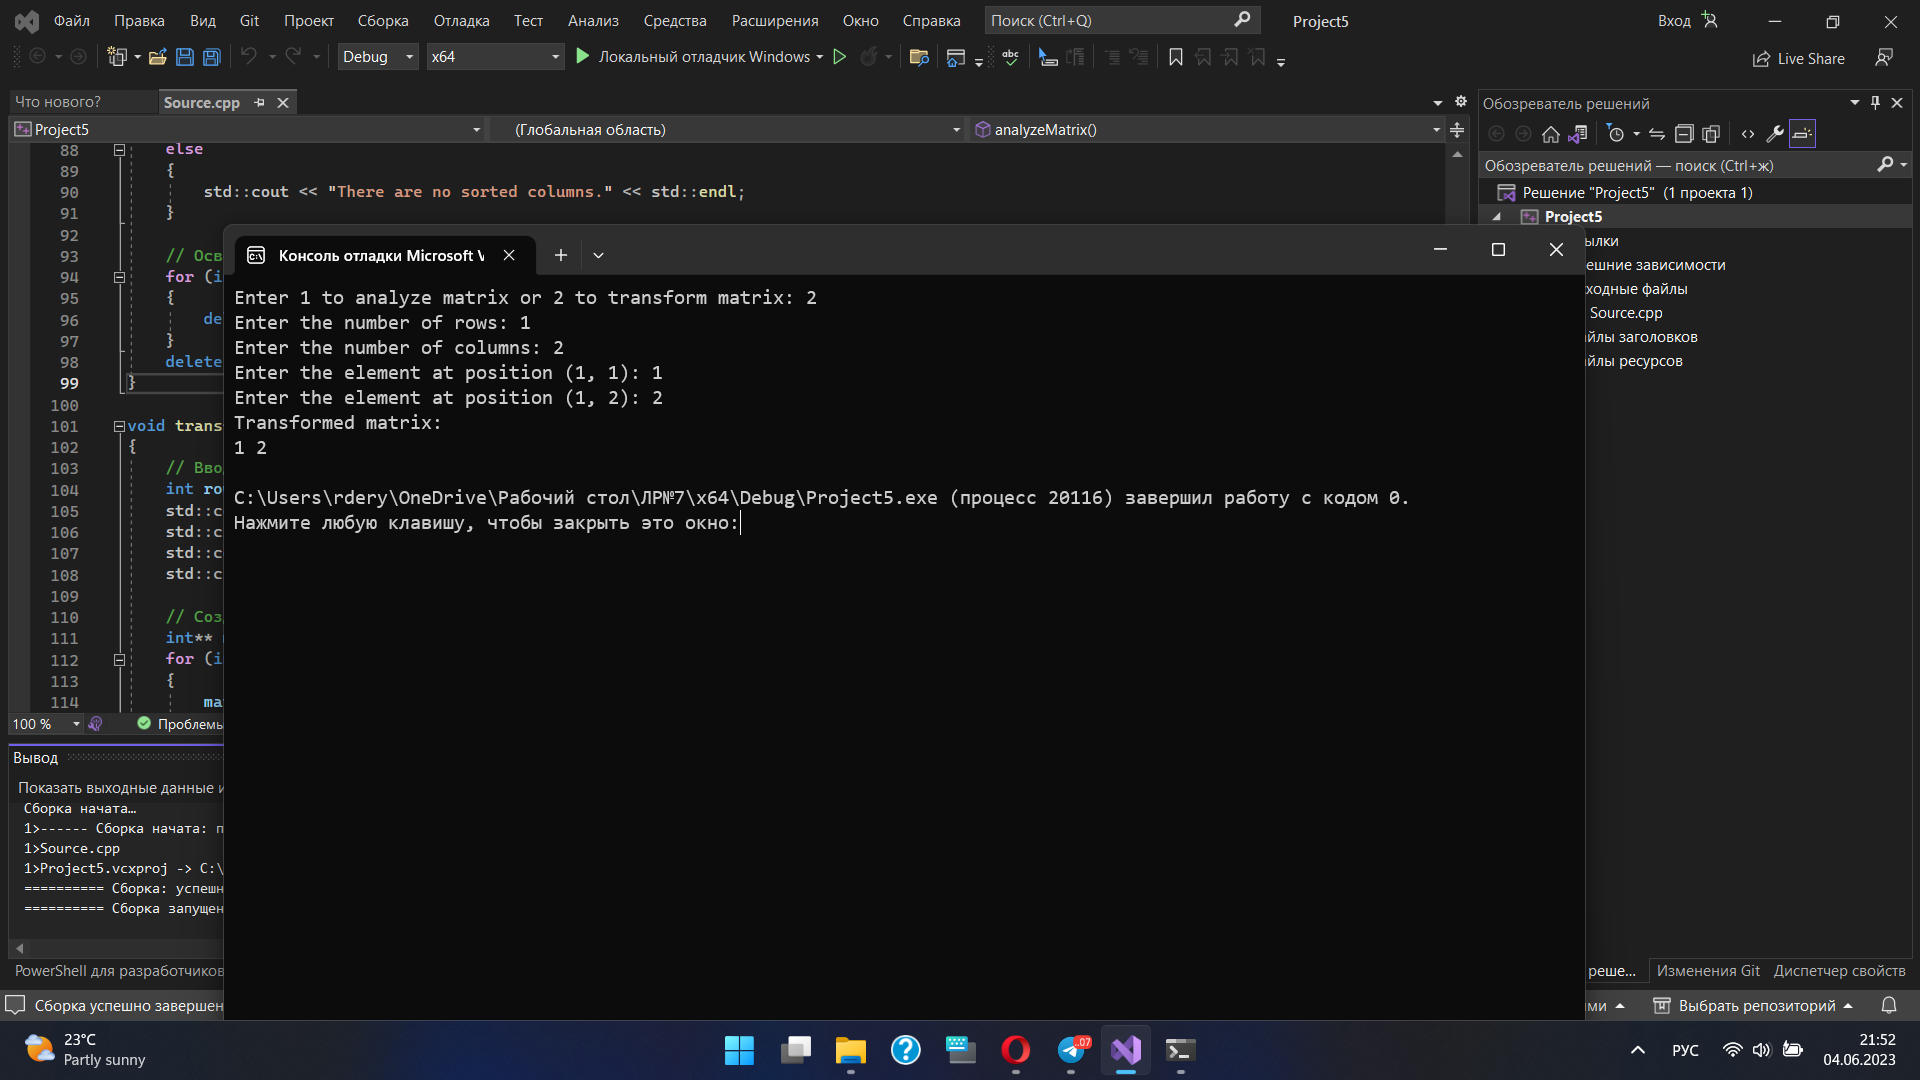 Файл Правка Вид Git Проект Сборка Отладка Тест Анализ Средства Расширения Окно Справка Поиск (Ctrl+Q) Project5 Вход
Debug x64 Локальный отладчик Windows Live Share
Что нового? Source.cpp
Project5 (Глобальная область) analyzeMatrix()
88 else
89 {
90 std::cout << "There are no sorted columns." << std::endl;
91 }
92
93 // Осв
94 for (i
95 {
96 de
97 }
98 delete
99 }
100
101 void trans
102 {
103 // Вво
104 int ro
105 std::c
106 std::c
107 std::c
108 std::c
109
110 // Соз
111 int**
112 for (i
113 {
114 ma
100 % Проблемы
Консоль отладки Microsoft V
Enter 1 to analyze matrix or 2 to transform matrix: 2
Enter the number of rows: 1
Enter the number of columns: 2
Enter the element at position (1, 1): 1
Enter the element at position (1, 2): 2
Transformed matrix:
1 2
C:\Users\rdery\OneDrive\Рабочий стол\ЛР№7\x64\Debug\Project5.exe (процесс 20116) завершил работу с кодом 0.
Нажмите любую клавишу, чтобы закрыть это окно:
Обозреватель решений
Обозреватель решений — поиск (Ctrl+ж)
Решение "Project5" (1 проекта 1)
Project5
ылки
ешние зависимости
ходные файлы
Source.cpp
йлы заголовков
йлы ресурсов
Вывод
Показать выходные данные и
Сборка начата…
1>------ Сборка начата: п
1>Source.cpp
1>Project5.vcxproj -> C:\
========== Сборка: успешн
========== Сборка запущен
PowerShell для разработчиков
реше... Изменения Git Диспетчер свойств
Сборка успешно завершен
ми Выбрать репозиторий
23°C
Partly sunny
.07
РУС
21:52
04.06.2023